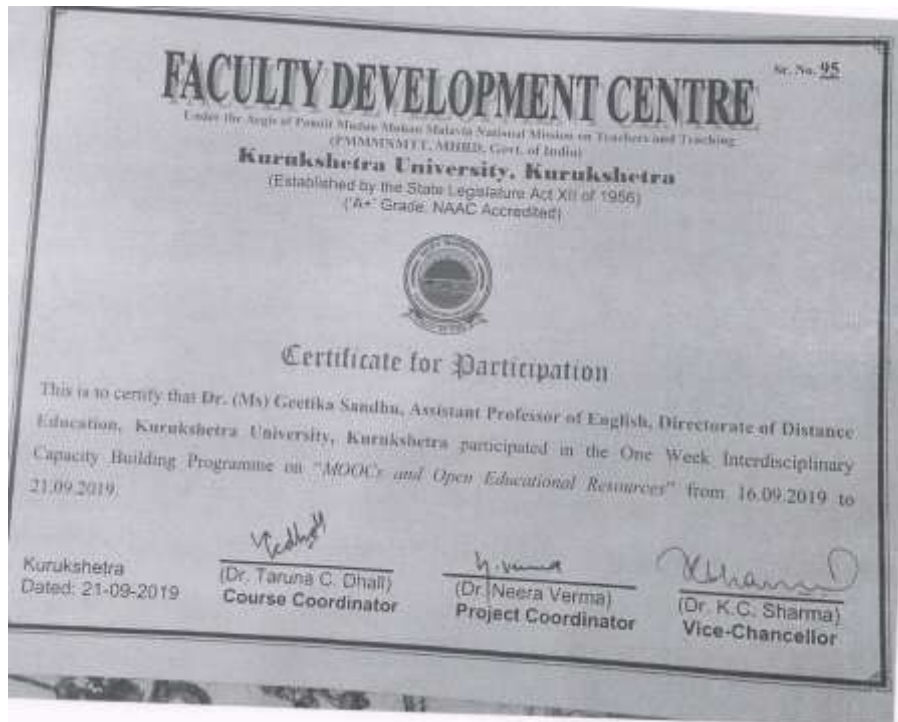 Sr. No. 95
FACULTY DEVELOPMENT CENTRE
Under the Aegis of Pandit Madan Mohan Malavia National Mission on Teachers and Teaching
(PMMMNMTT, MHRD, Govt. of India)
Kurukshetra University, Kurukshetra
(Established by the State Legislature Act XII of 1956)
('A+' Grade, NAAC Accredited)
Certificate for Participation
This is to certify that Dr. (Ms) Geetika Sandhu, Assistant Professor of English, Directorate of Distance
Education, Kurukshetra University, Kurukshetra participated in the One Week Interdisciplinary
Capacity Building Programme on "MOOCs and Open Educational Resources" from 16.09.2019 to
21.09.2019.
Kurukshetra
Dated: 21-09-2019
(Dr. Taruna C. Dhall)
Course Coordinator
(Dr. Neera Verma)
Project Coordinator
(Dr. K.C. Sharma)
Vice-Chancellor